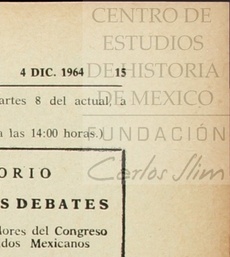 CENTRO DE
ESTUDIOS
DE HISTORIA
DE MEXICO
FUNDACIÓN
Carlos Slim
4 DIC. 1964 15
artes 8 del actual, a
a las 14:00 horas.)
ORIO
S DEBATES
dores del Congreso
dos Mexicanos